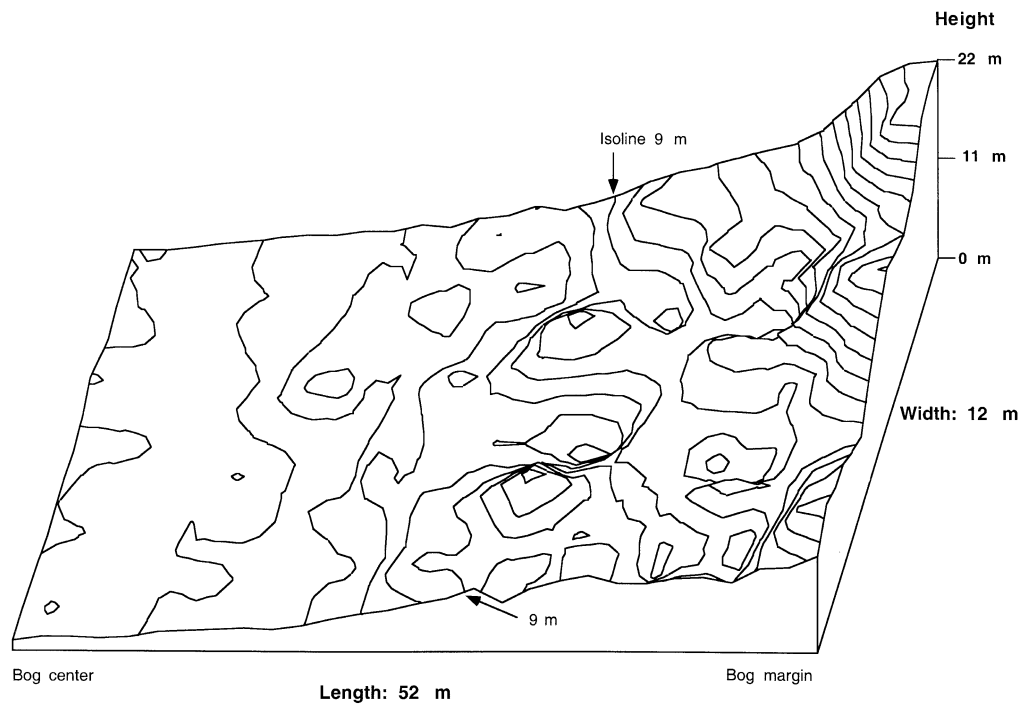 Height
22 m
Isoline 9 m
11 m
0 m
Width: 12 m
9 m
Bog center
Bog margin
Length: 52 m